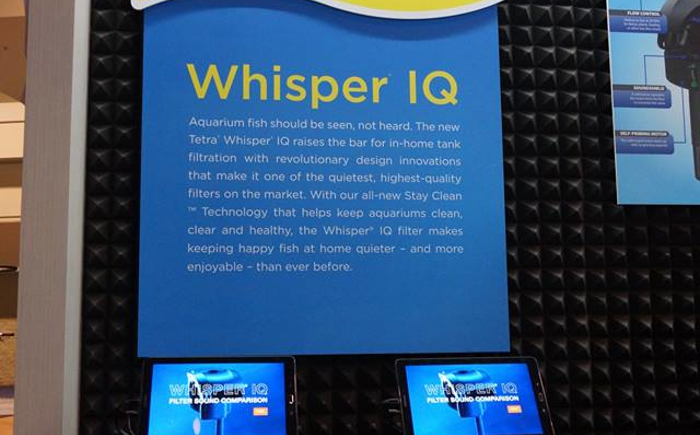 Whisper® IQ
Aquarium fish should be seen, not heard. The new
Tetra® Whisper® IQ raises the bar for in-home tank
filtration with revolutionary design innovations
that make it one of the quietest, highest-quality
filters on the market. With our all-new Stay Clean
™ Technology that helps keep aquariums clean,
clear and healthy, the Whisper® IQ filter makes
keeping happy fish at home quieter – and more
enjoyable – than ever before.
FLOW CONTROL
SOUNDSHIELD
SELF-PRIMING MOTOR
WHISPER® IQ
FILTER SOUND COMPARISON
WHISPER® IQ
FILTER SOUND COMPARISON